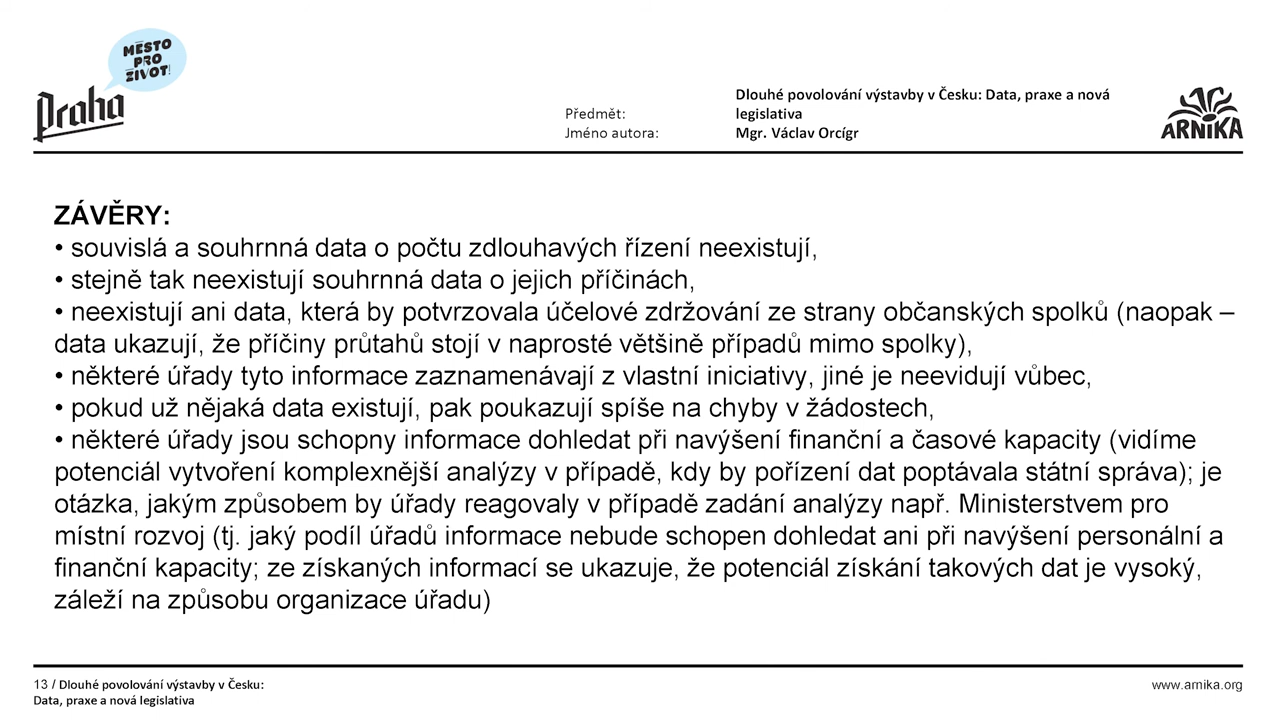 MĚSTO
PRO
ŽIVOT!
Praha
Předmět:
Jméno autora:
Dlouhé povolování výstavby v Česku: Data, praxe a nová
legislativa
Mgr. Václav Orcígr
ARNIKA
ZÁVĚRY:
• souvislá a souhrnná data o počtu zdlouhavých řízení neexistují,
• stejně tak neexistují souhrnná data o jejich příčinách,
• neexistují ani data, která by potvrzovala účelové zdržování ze strany občanských spolků (naopak –
data ukazují, že příčiny průtahů stojí v naprosté většině případů mimo spolky),
• některé úřady tyto informace zaznamenávají z vlastní iniciativy, jiné je neevidují vůbec,
• pokud už nějaká data existují, pak poukazují spíše na chyby v žádostech,
• některé úřady jsou schopny informace dohledat při navýšení finanční a časové kapacity (vidíme
potenciál vytvoření komplexnější analýzy v případě, kdy by pořízení dat poptávala státní správa); je
otázka, jakým způsobem by úřady reagovaly v případě zadání analýzy např. Ministerstvem pro
místní rozvoj (tj. jaký podíl úřadů informace nebude schopen dohledat ani při navýšení personální a
finanční kapacity; ze získaných informací se ukazuje, že potenciál získání takových dat je vysoký,
záleží na způsobu organizace úřadu)
13 / Dlouhé povolování výstavby v Česku:
Data, praxe a nová legislativa
www.arnika.org